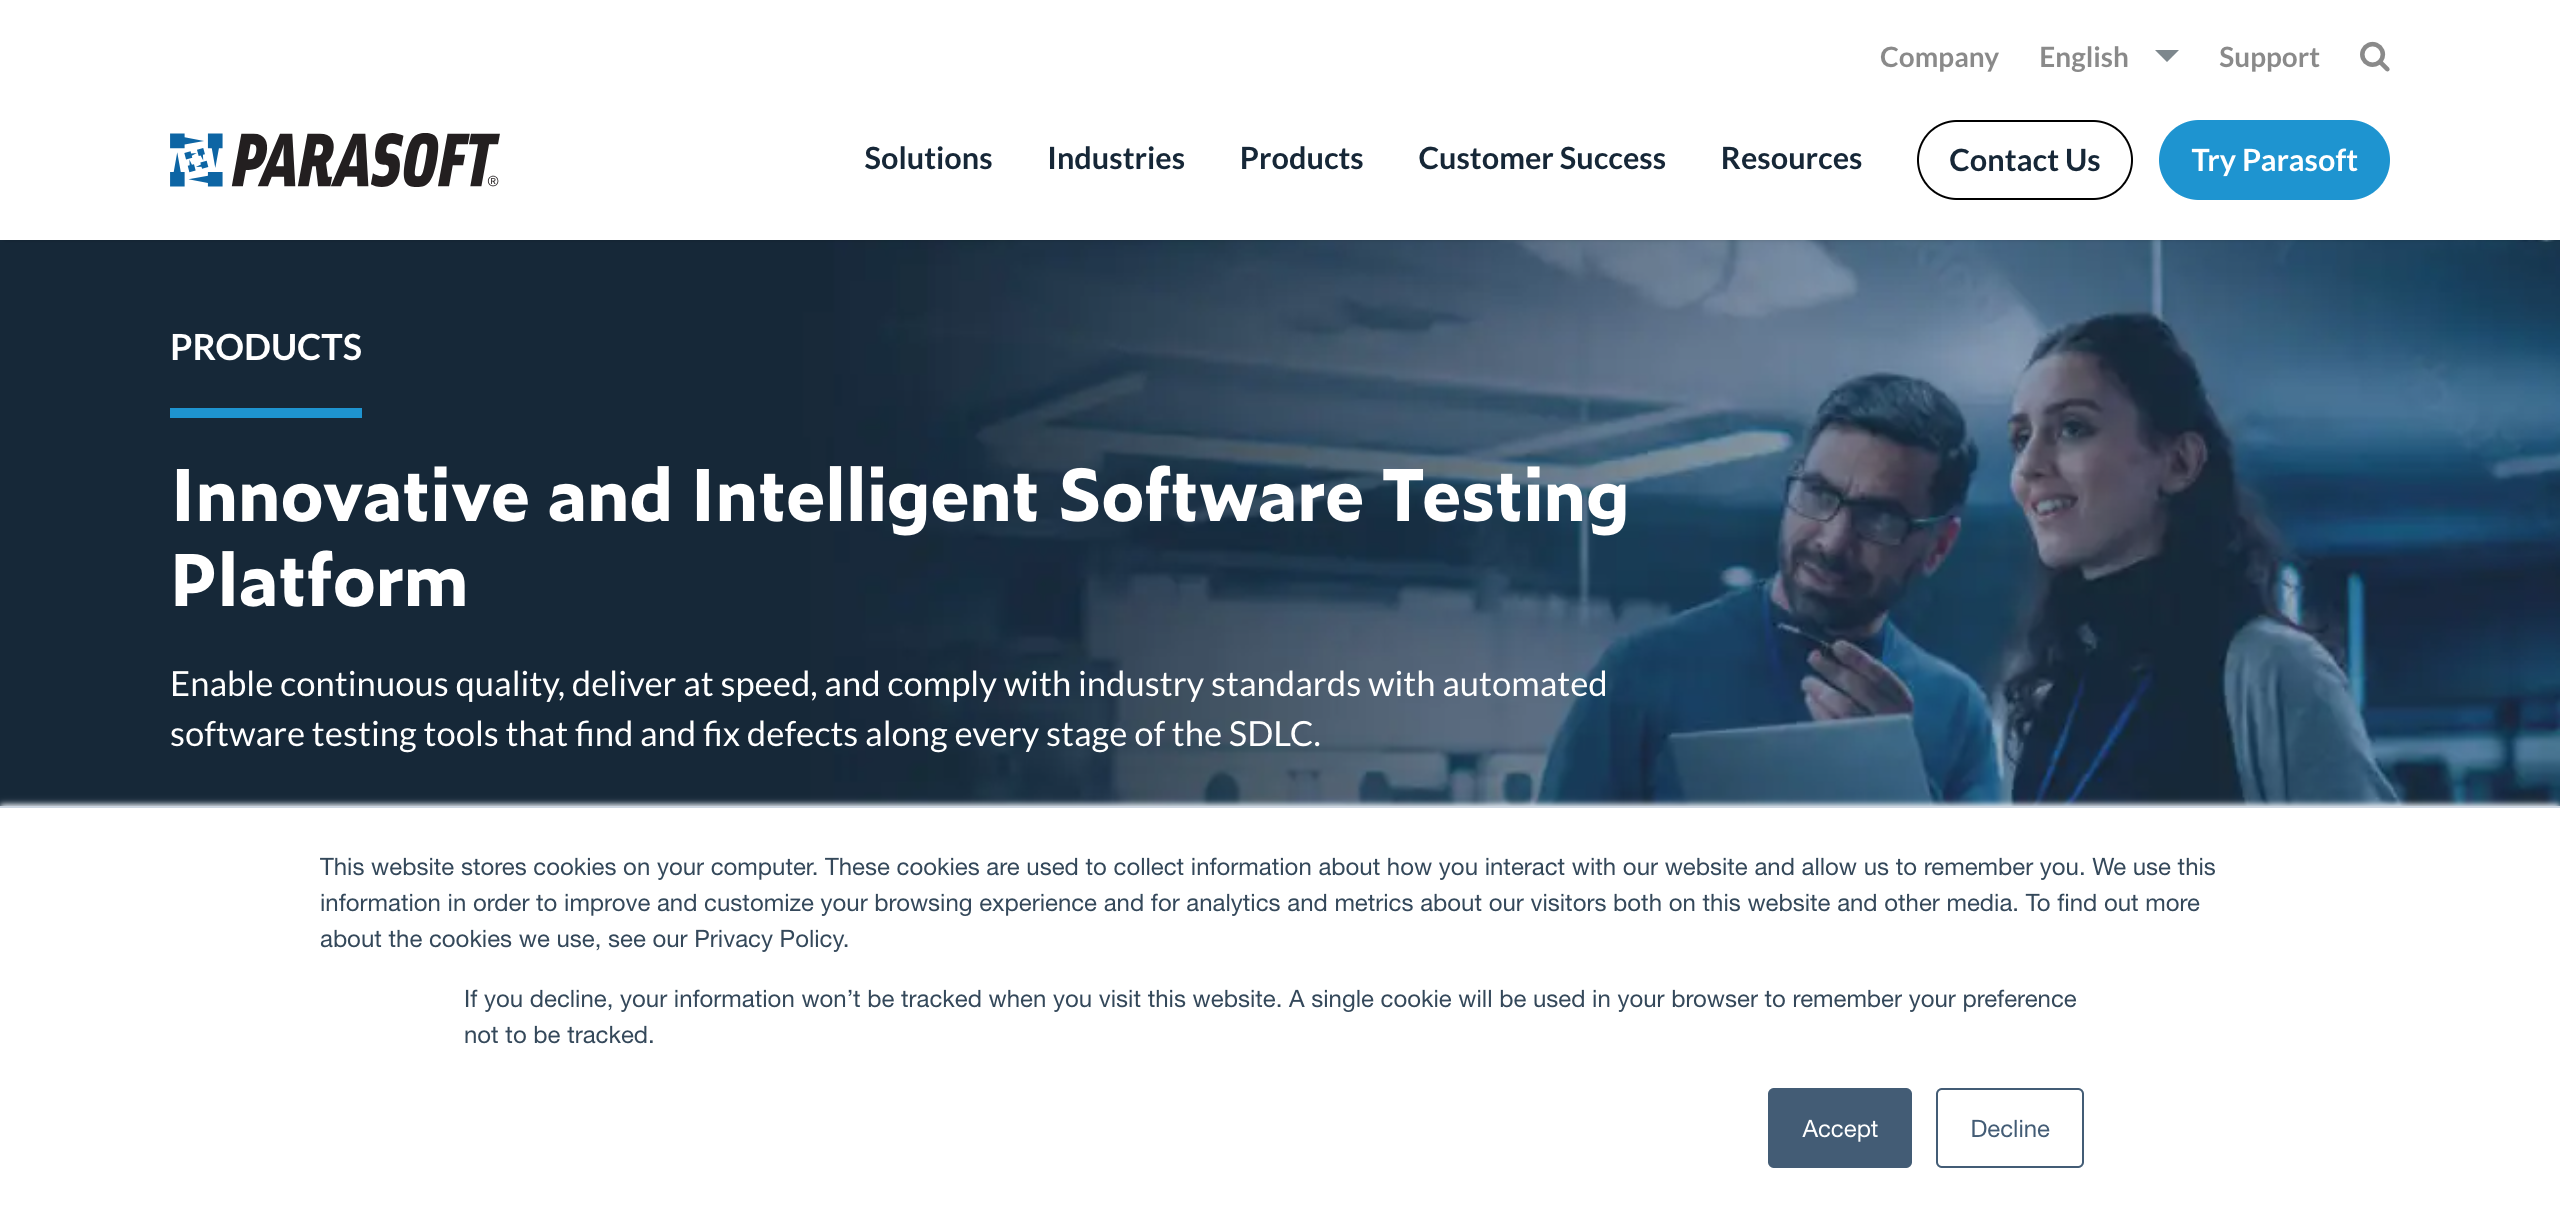 Company English Support
PARASOFT®
Solutions Industries Products Customer Success Resources Contact Us Try Parasoft
PRODUCTS
Innovative and Intelligent Software Testing
Platform
Enable continuous quality, deliver at speed, and comply with industry standards with automated
software testing tools that find and fix defects along every stage of the SDLC.
This website stores cookies on your computer. These cookies are used to collect information about how you interact with our website and allow us to remember you. We use this
information in order to improve and customize your browsing experience and for analytics and metrics about our visitors both on this website and other media. To find out more
about the cookies we use, see our Privacy Policy.
If you decline, your information won’t be tracked when you visit this website. A single cookie will be used in your browser to remember your preference
not to be tracked.
Accept Decline